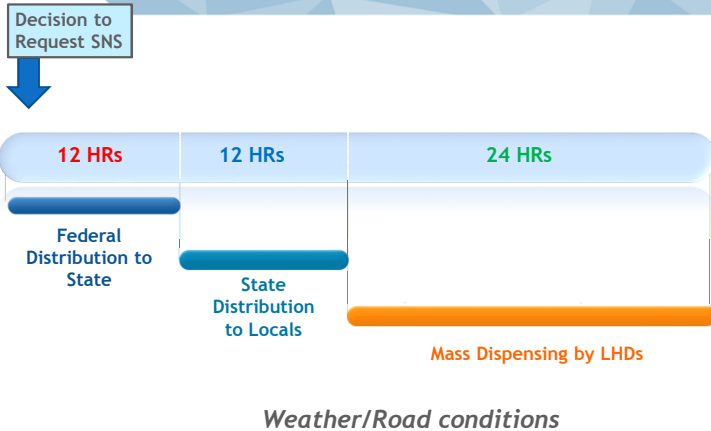 Decision to
Request SNS
12 HRs
12 HRs
24 HRs
Federal
Distribution to
State
State
Distribution
to Locals
Mass Dispensing by LHDs
Weather/Road conditions